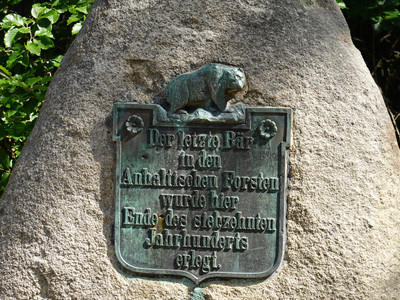 Der letzte Bär
in den
Anhaltischen Forsten
wurde hier
Ende des siebzehnten
Jahrhunderts
erlegt.